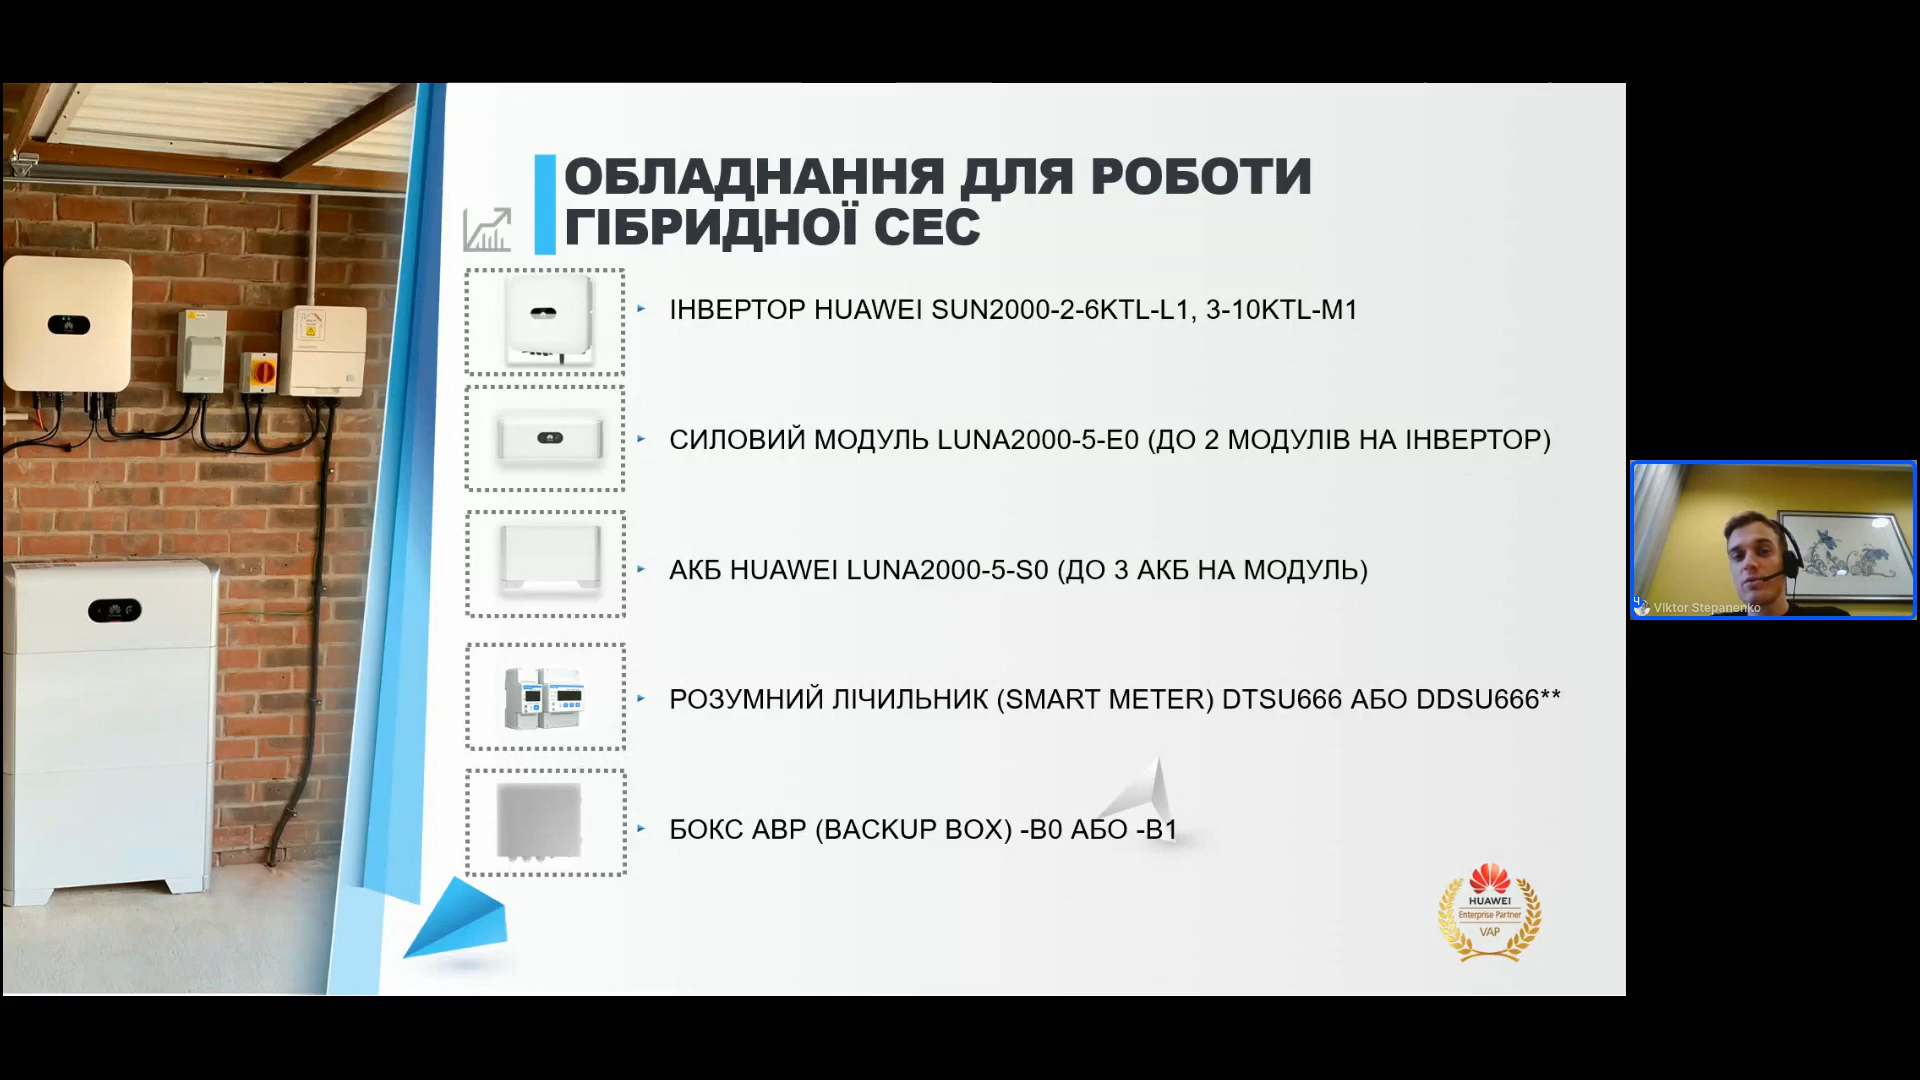 ОБЛАДНАННЯ ДЛЯ РОБОТИ
ГІБРИДНОЇ СЕС
ІНВЕРТОР HUAWEI SUN2000-2-6KTL-L1, 3-10KTL-M1
СИЛОВИЙ МОДУЛЬ LUNA2000-5-E0 (ДО 2 МОДУЛІВ НА ІНВЕРТОР)
АКБ HUAWEI LUNA2000-5-S0 (ДО 3 АКБ НА МОДУЛЬ)
РОЗУМНИЙ ЛІЧИЛЬНИК (SMART METER) DTSU666 АБО DDSU666**
БОКС АВР (BACKUP BOX) -B0 АБО -B1
HUAWEI
Enterprise Partner
VAP
Viktor Stepanenko